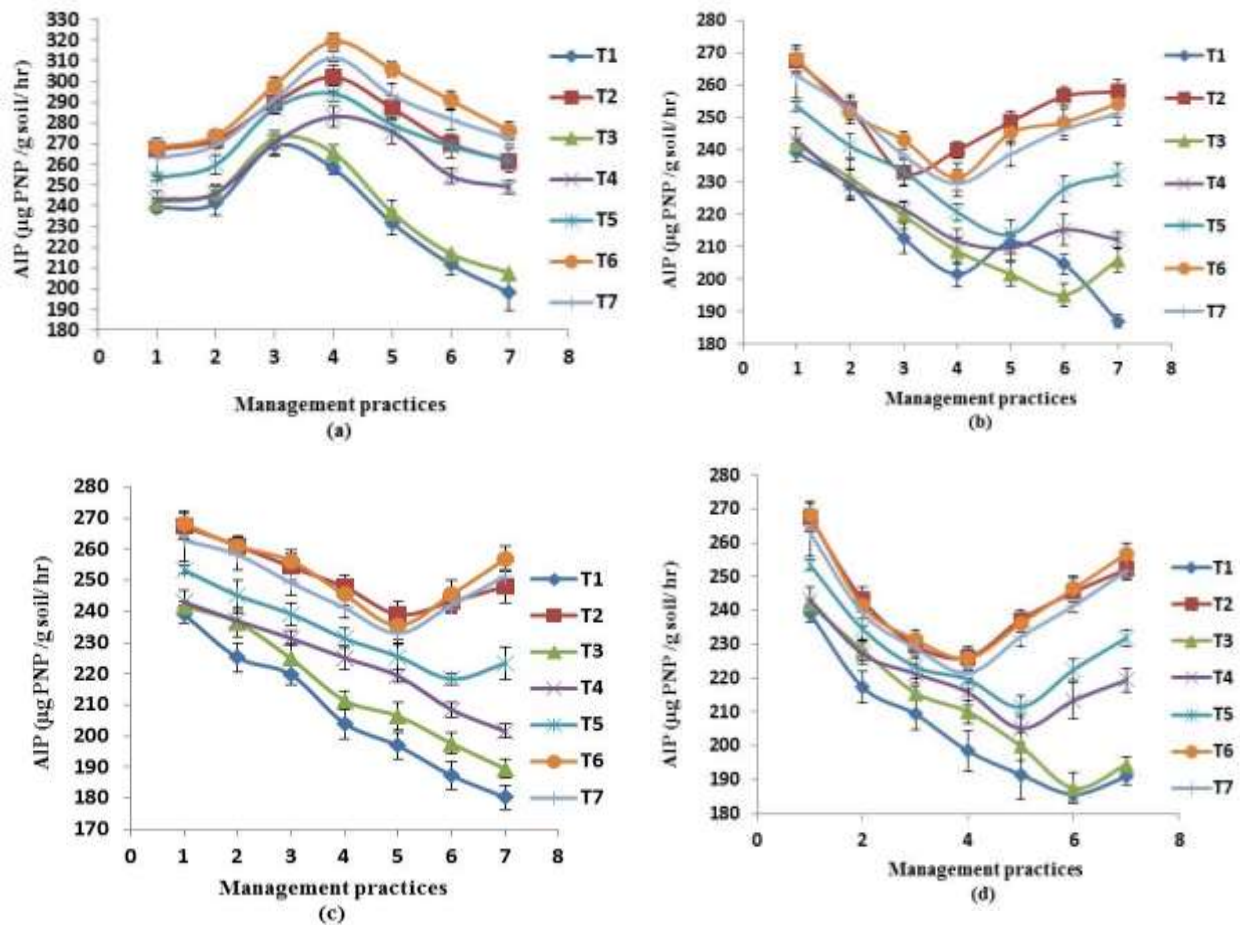 AlP (µg PNP /g soil/ hr)
330
320
310
300
290
280
270
260
250
240
230
220
210
200
190
180
0 1 2 3 4 5 6 7 8
Management practices
(a)
T1
T2
T3
T4
T5
T6
T7
AlP (µg PNP /g soil/ hr)
280
270
260
250
240
230
220
210
200
190
180
0 1 2 3 4 5 6 7 8
Management practices
(b)
T1
T2
T3
T4
T5
T6
T7
AlP (µg PNP /g soil/ hr)
280
270
260
250
240
230
220
210
200
190
180
170
0 1 2 3 4 5 6 7 8
Management practices
(c)
T1
T2
T3
T4
T5
T6
T7
AlP (µg PNP /g soil/ hr)
280
270
260
250
240
230
220
210
200
190
180
0 2 4 6 8
Management practices
(d)
T1
T2
T3
T4
T5
T6
T7